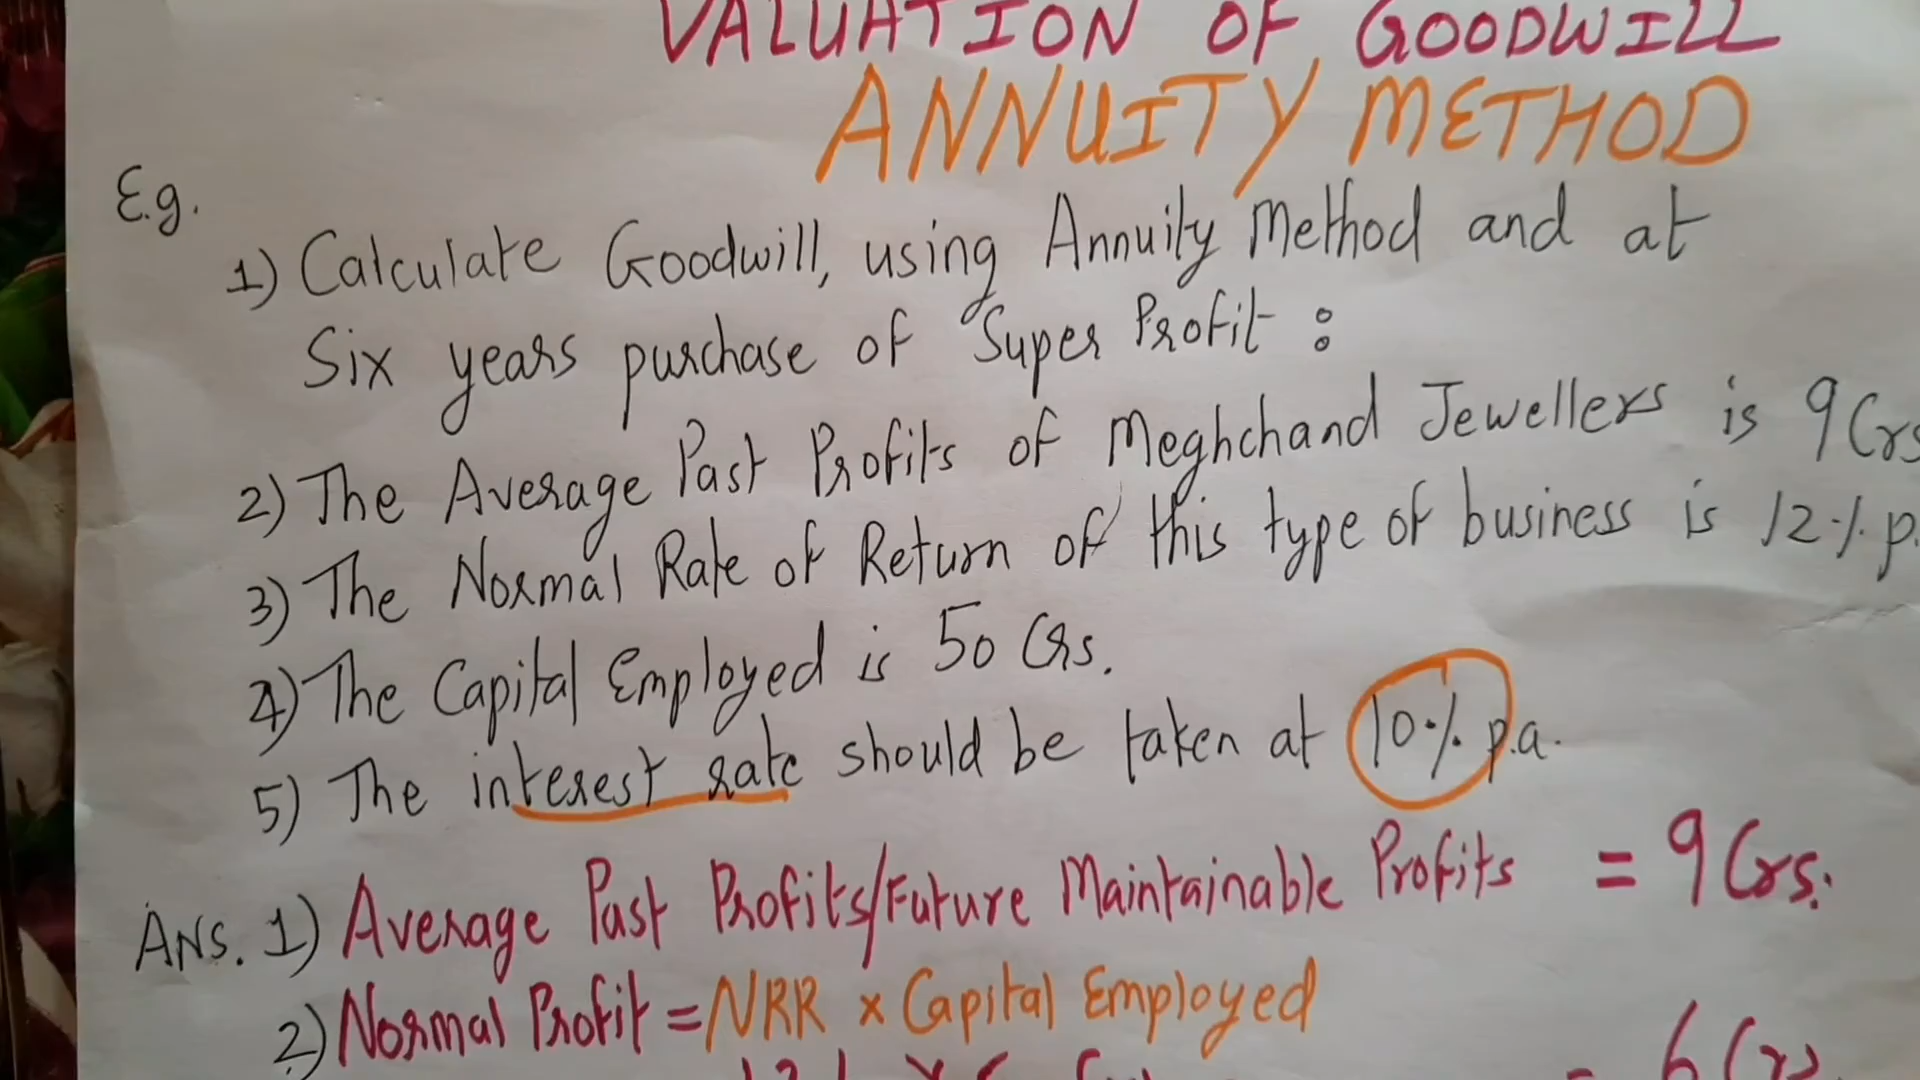 VALUATION OF GOODWILL
ANNUITY METHOD
E.g.
1) Calculate Goodwill, using Annuity Method and at
Six years purchase of Super Profit :
2) The Average Past Profits of Meghchand Jewellers is 9 Crs
3) The Normal Rate of Return of this type of business is 12% p.
4) The Capital Employed is 50 Crs.
5) The interest rate should be taken at 10% p.a.
Ans. 1) Average Past Profits/Future Maintainable Profits = 9 Crs.
2) Normal Profit = NRR x Capital Employed
= 6 Crs